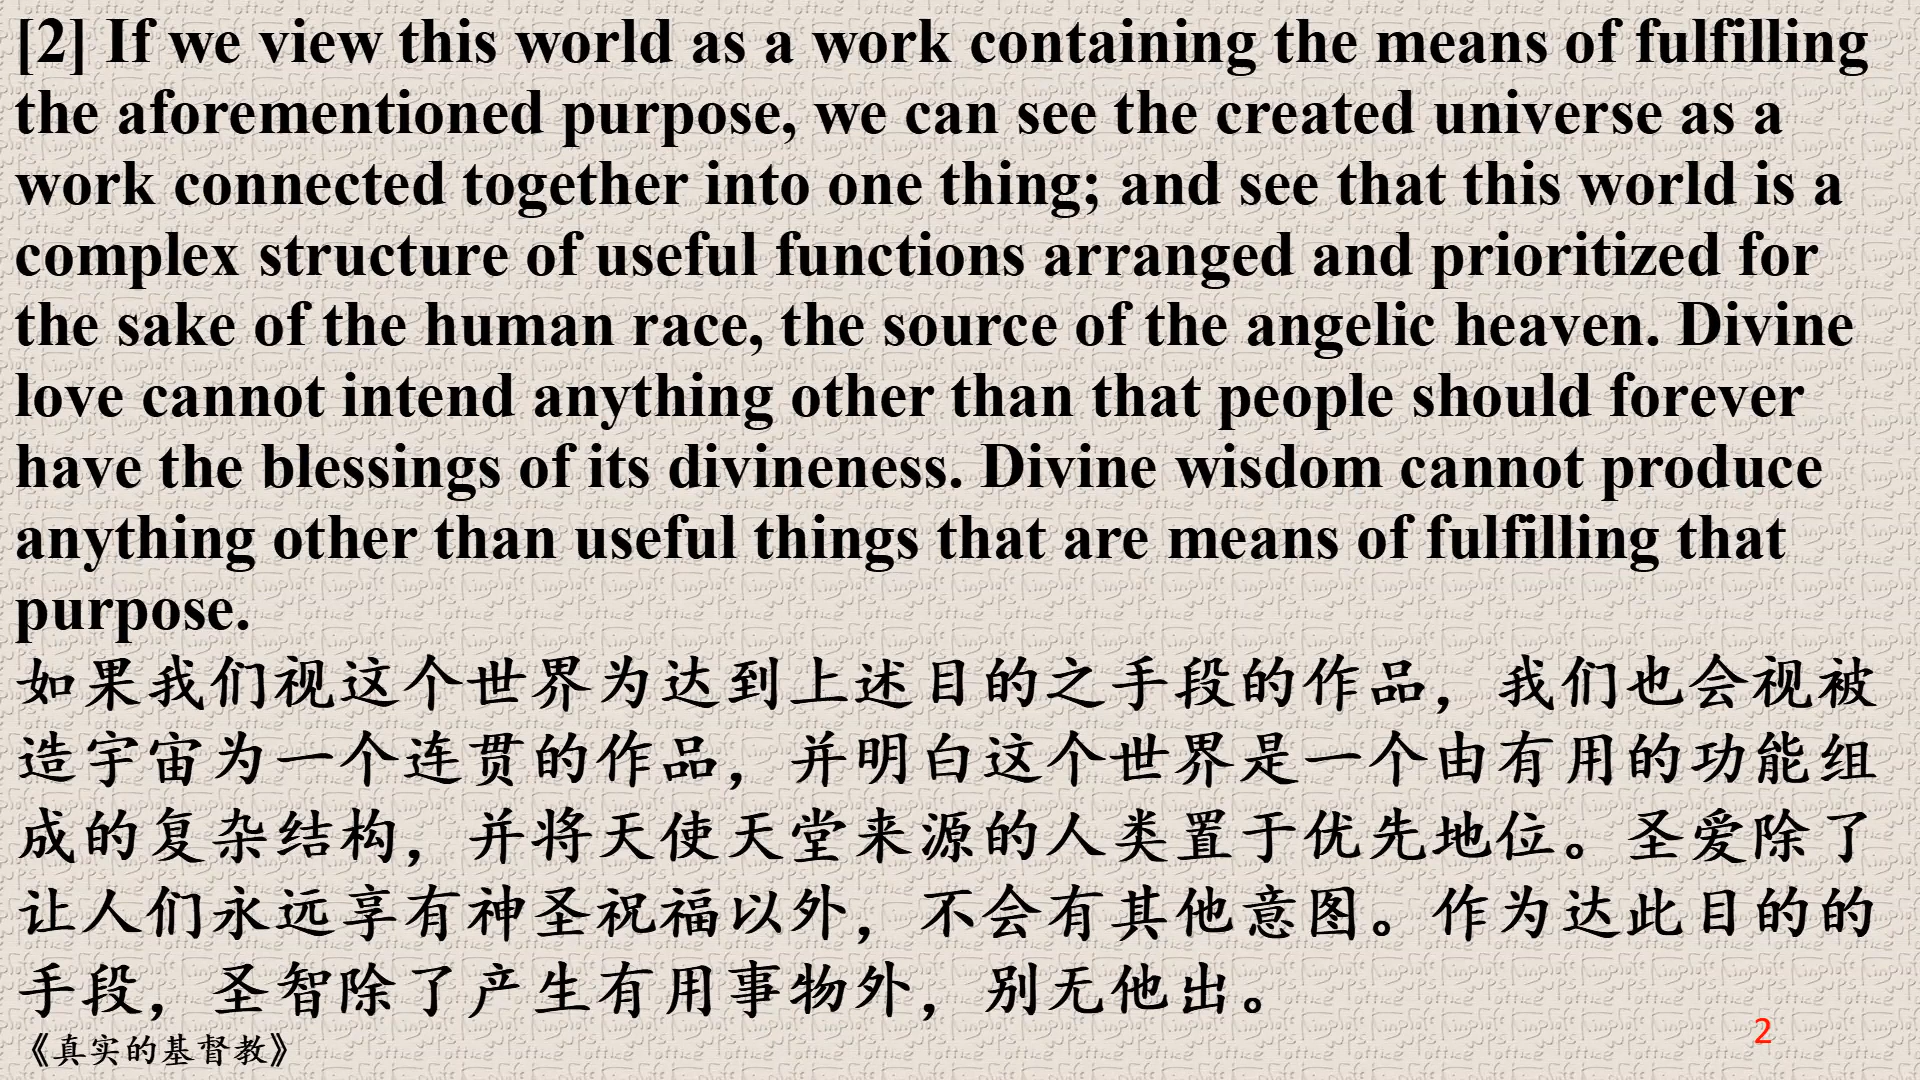 [2] If we view this world as a work containing the means of fulfilling
the aforementioned purpose, we can see the created universe as a
work connected together into one thing; and see that this world is a
complex structure of useful functions arranged and prioritized for
the sake of the human race, the source of the angelic heaven. Divine
love cannot intend anything other than that people should forever
have the blessings of its divineness. Divine wisdom cannot produce
anything other than useful things that are means of fulfilling that
purpose.
如果我们视这个世界为达到上述目的之手段的作品，我们也会视被
造宇宙为一个连贯的作品，并明白这个世界是一个由有用的功能组
成的复杂结构，并将天使天堂来源的人类置于优先地位。圣爱除了
让人们永远享有神圣祝福以外，不会有其他意图。作为达此目的的
手段，圣智除了产生有用事物外，别无他出。
《真实的基督教》
2